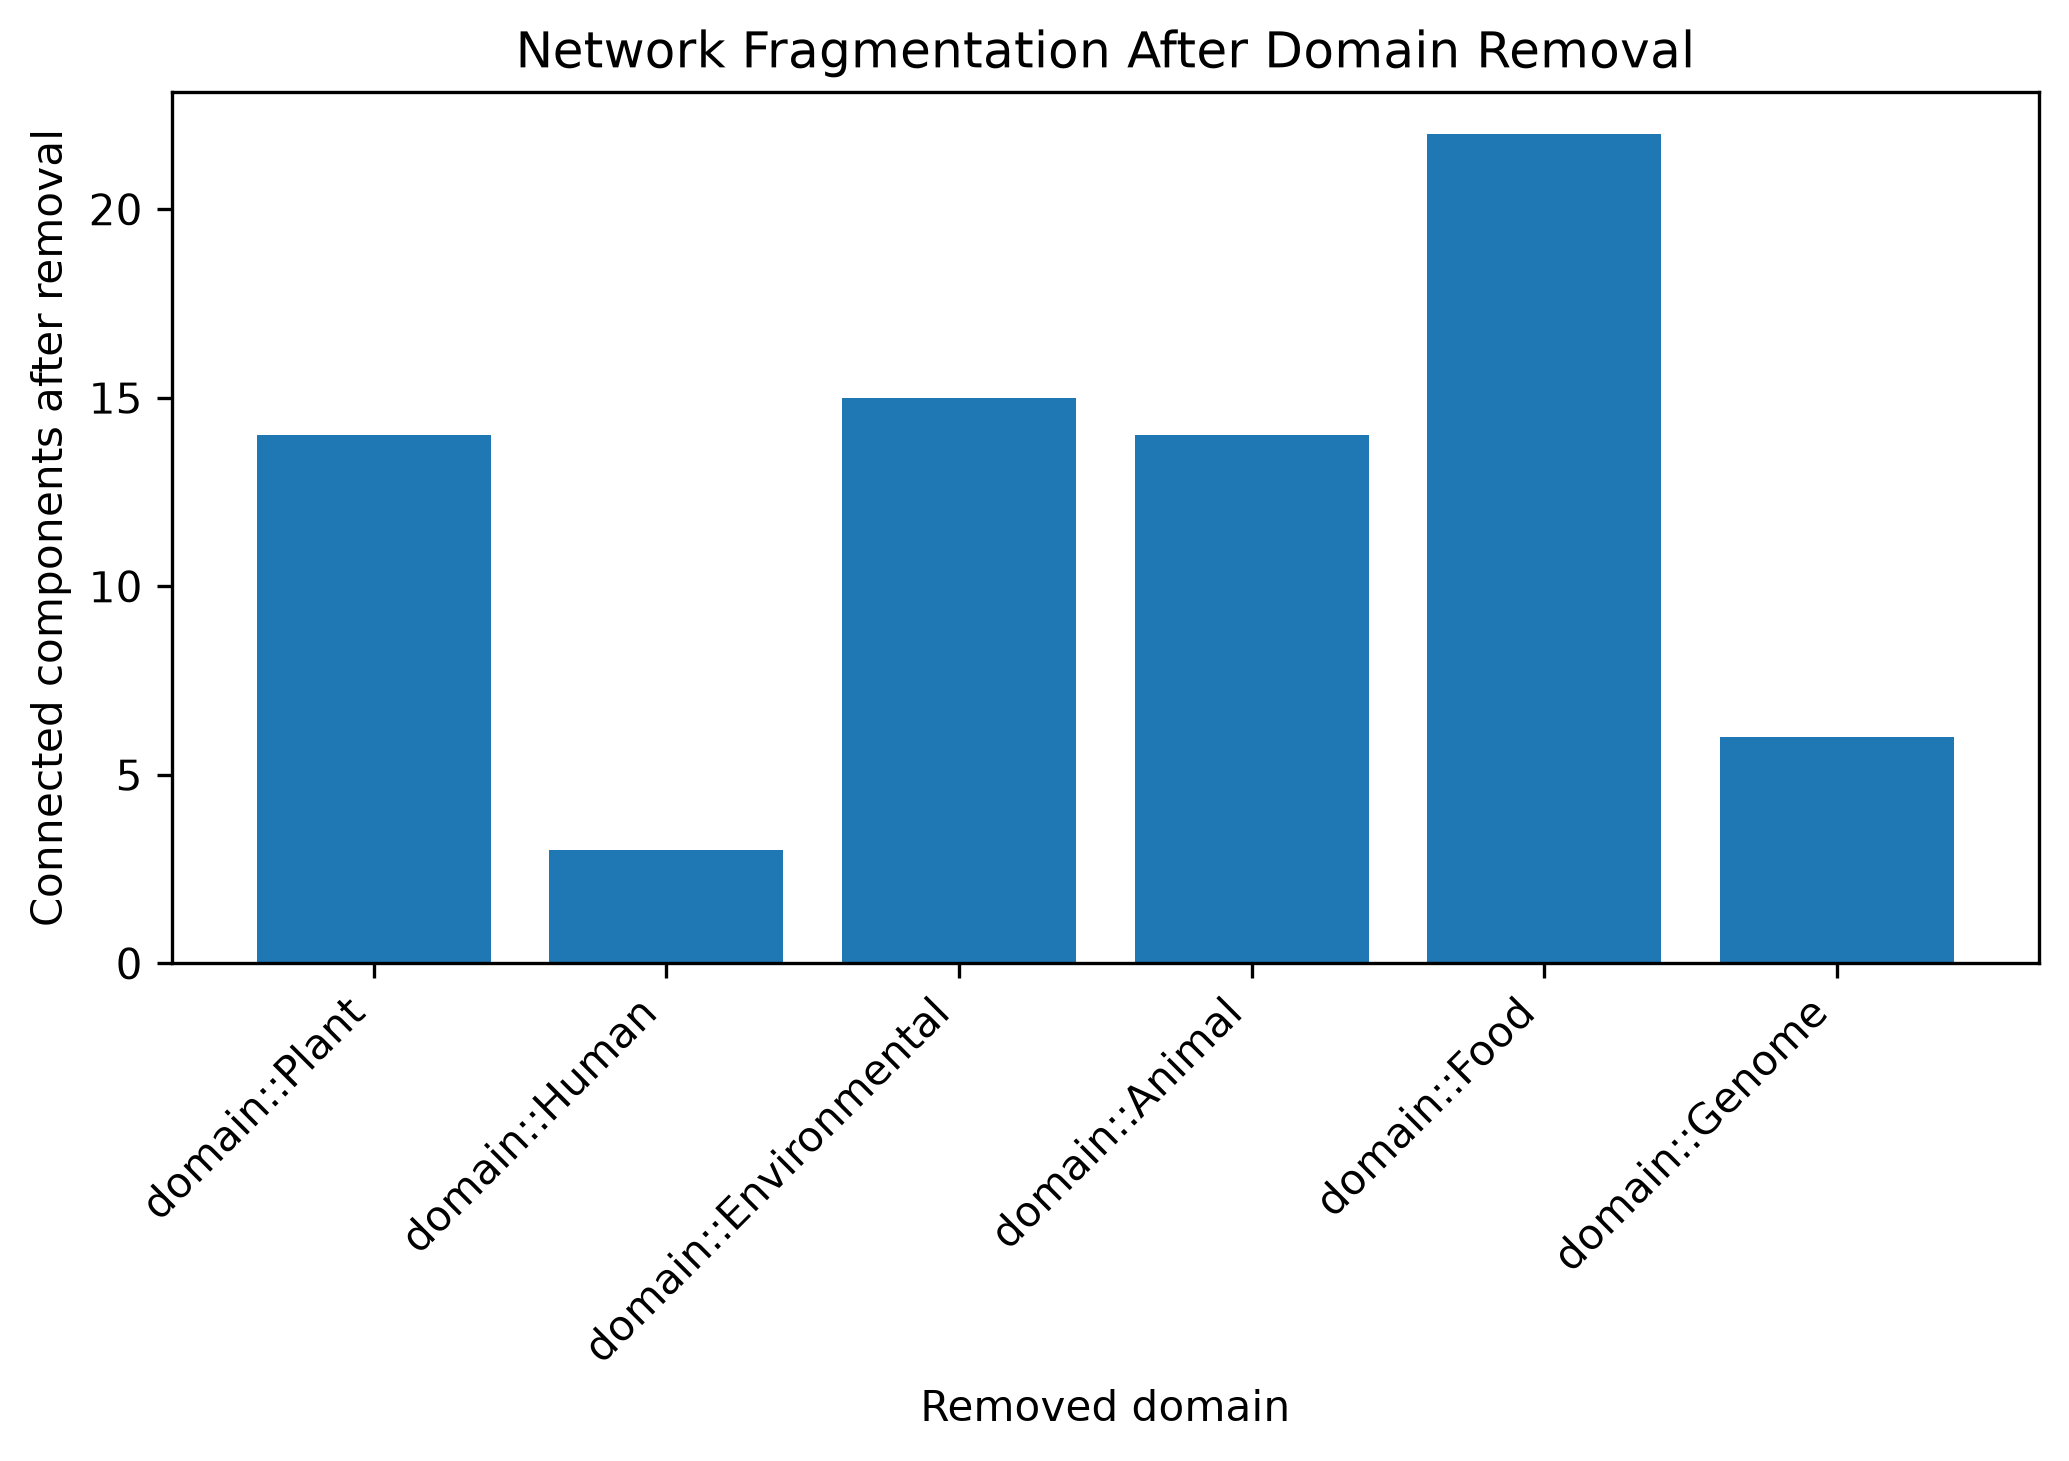 Network Fragmentation After Domain Removal
Connected components after removal
20
15
10
5
0
domain::Plant
domain::Human
domain::Environmental
domain::Animal
domain::Food
domain::Genome
Removed domain